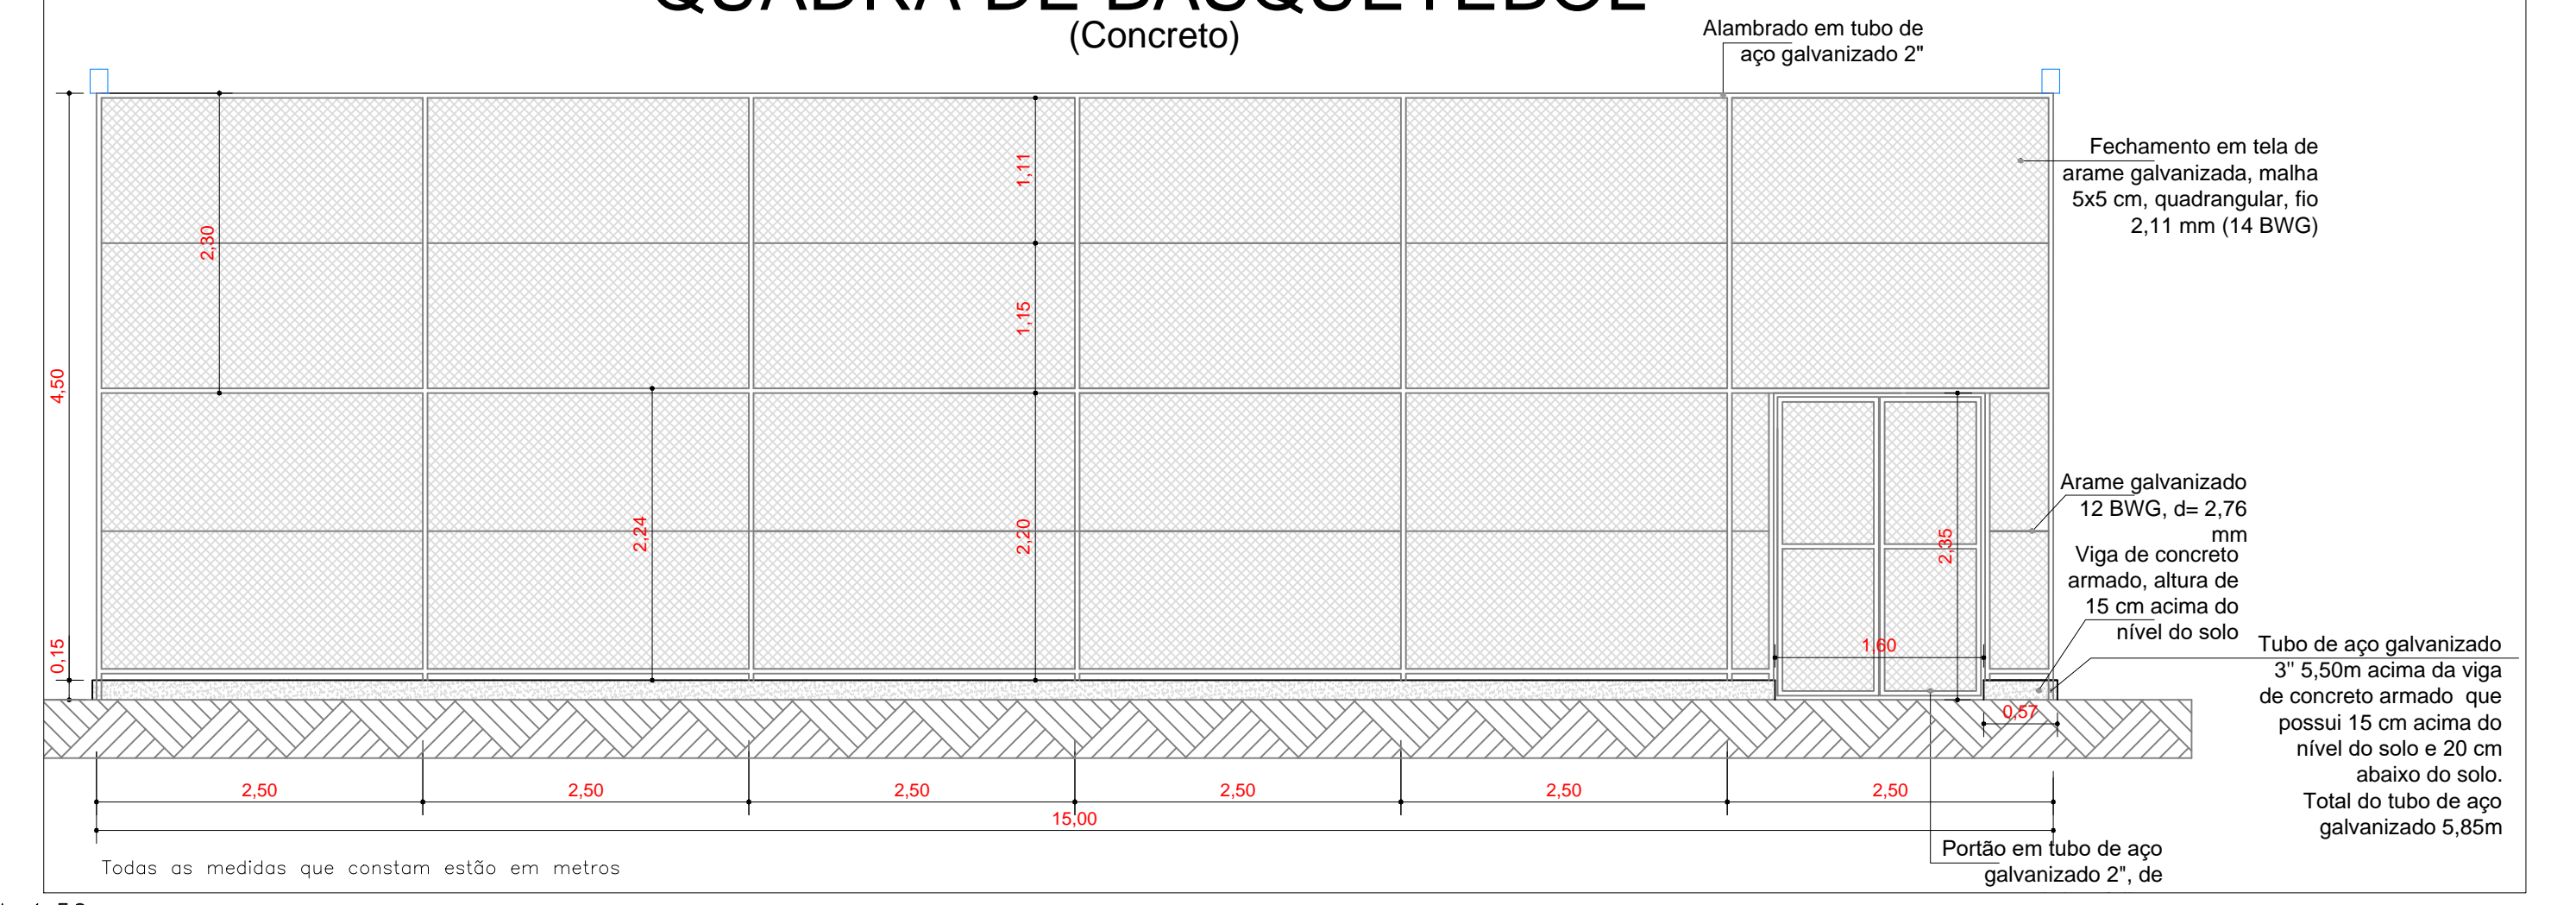 QUADRA DE BASQUETEBOL
(Concreto)
Alambrado em tubo de
aço galvanizado 2"
Fechamento em tela de
arame galvanizada, malha
5x5 cm, quadrangular, fio
2,11 mm (14 BWG)
1,11
2,30
1,15
4,50
Arame galvanizado
12 BWG, d= 2,76
mm
2,24
2,20
2,35
Viga de concreto
armado, altura de
15 cm acima do
nível do solo
0,15
1,60
Tubo de aço galvanizado
3" 5,50m acima da viga
de concreto armado que
possui 15 cm acima do
nível do solo e 20 cm
abaixo do solo.
Total do tubo de aço
galvanizado 5,85m
0,57
2,50 2,50 2,50 2,50 2,50 2,50
15,00
Portão em tubo de aço
galvanizado 2", de
Todas as medidas que constam estão em metros